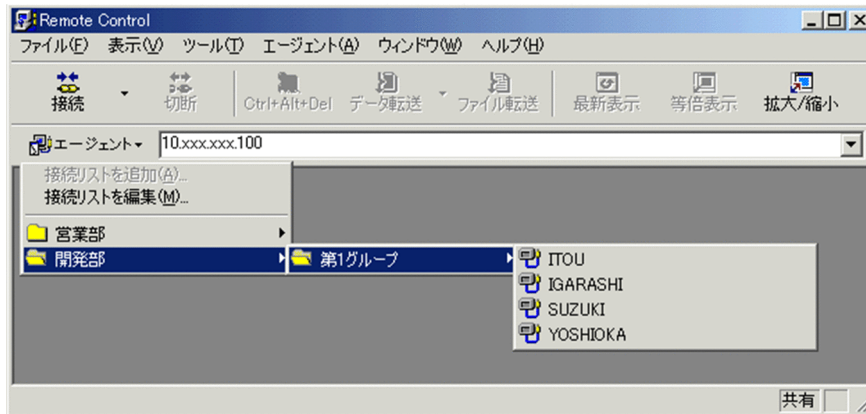 Remote Control
ファイル(F) 表示(V) ツール(T) エージェント(A) ウィンドウ(W) ヘルプ(H)
接続 切断 Ctrl+Alt+Del データ転送 ファイル転送 最新表示 等倍表示 拡大/縮小
エージェント 10.xxx.xxx.100
接続リストを追加(A)...
接続リストを編集(M)...
営業部
開発部 第1グループ ITOU
IGARASHI
SUZUKI
YOSHIOKA
共有